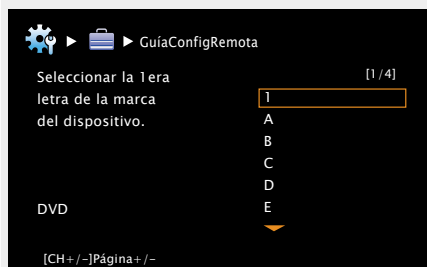 GuíaConfigRemota
Seleccionar la 1era
letra de la marca
del dispositivo.
[1/4]
1
A
B
C
D
E
DVD
[CH+/-]Página+/-